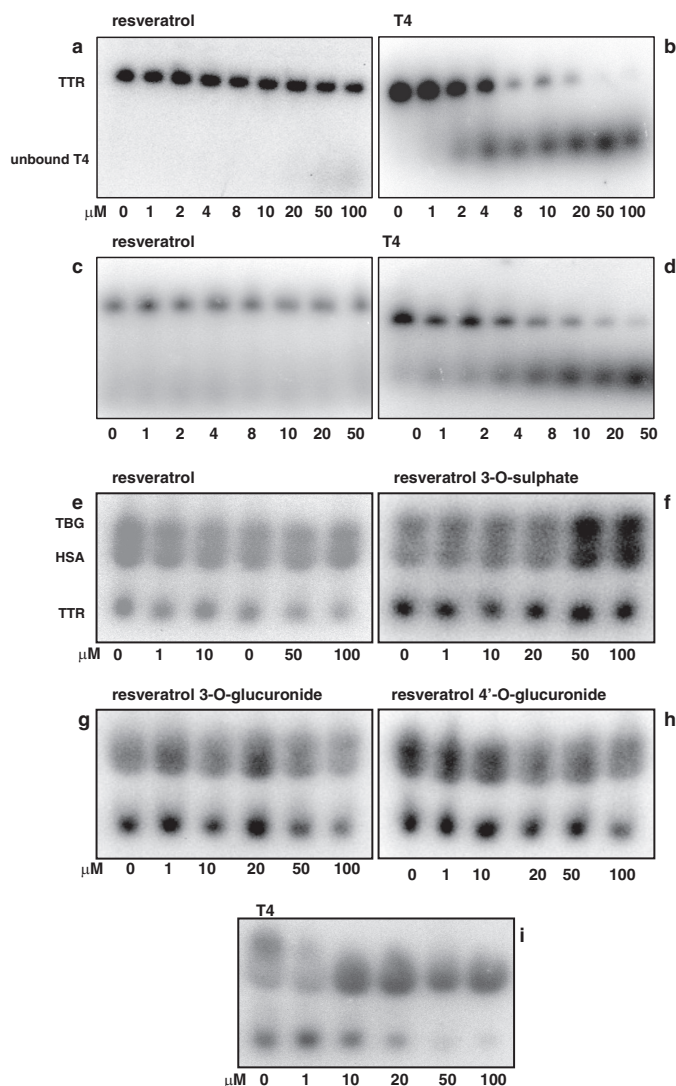 resveratrol T4
a b
TTR
unbound T4
μM 0 1 2 4 8 10 20 50 100 0 1 2 4 8 10 20 50 100
resveratrol T4
c d
0 1 2 4 8 10 20 50 0 1 2 4 8 10 20 50
resveratrol resveratrol 3-O-sulphate
e f
TBG
HSA
TTR
μM 0 1 10 0 50 100 0 1 10 20 50 100
resveratrol 3-O-glucuronide resveratrol 4'-O-glucuronide
g h
μM 0 1 10 20 50 100 0 1 10 20 50 100
T4
i
μM 0 1 10 20 50 100